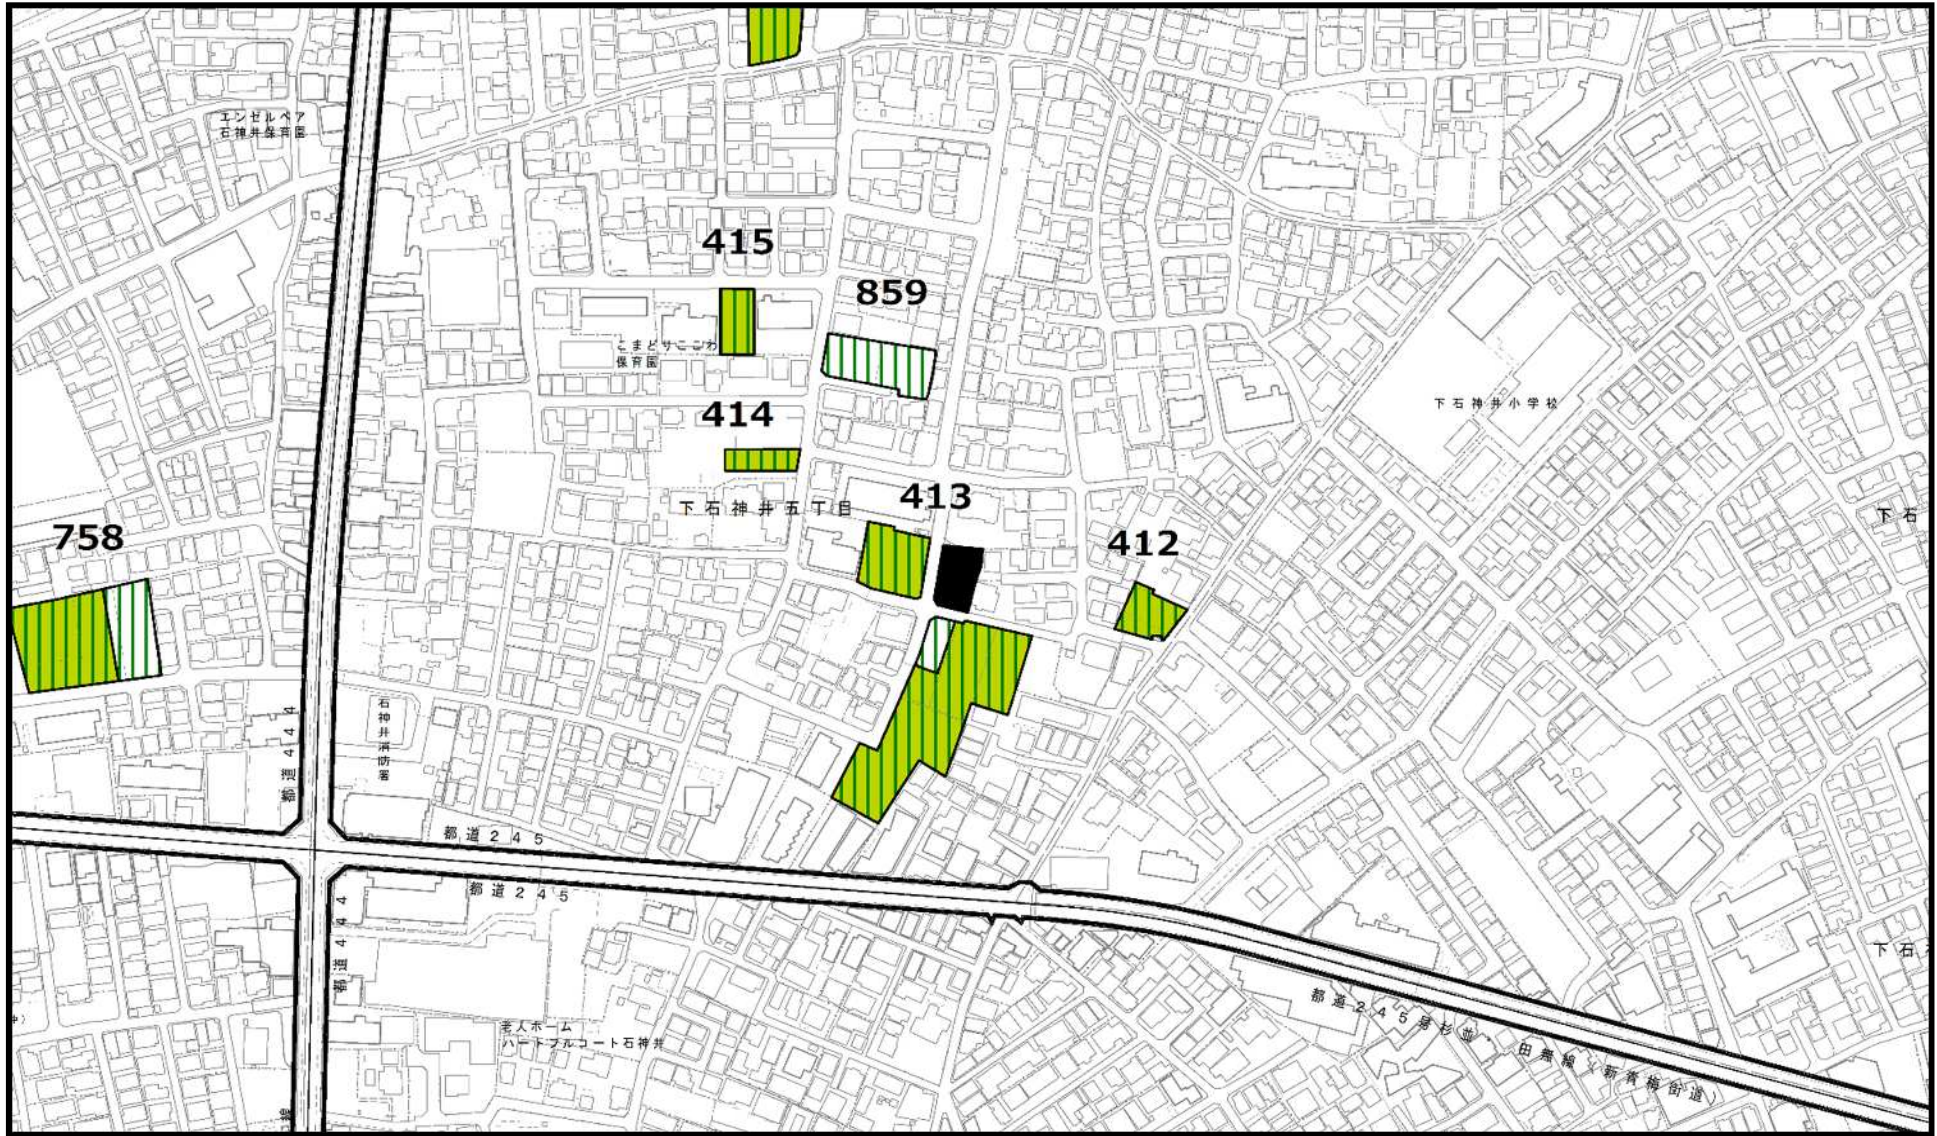 エンゼルベア
石神井保育園
415
859
こまどりここわ
保育園
414
下石神井小学校
413
下石神井五丁目
下石
758
412
石神井消防署
都道444
都道245
都道245
都道444
下石
都道245号杉並・田無線(新青梅街道)
老人ホーム
ハートフルコート石神井